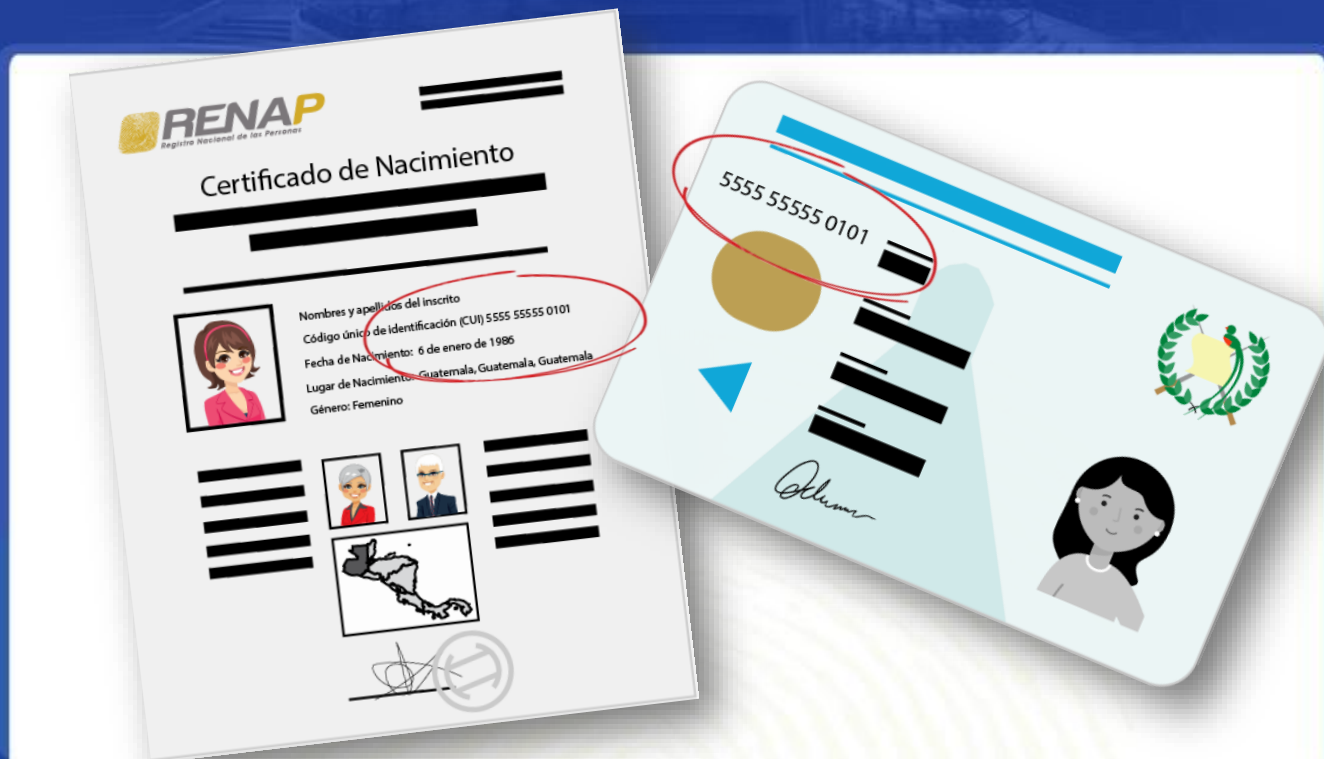 RENAP
Registro Nacional de las Personas
Certificado de Nacimiento
Nombres y apellidos del inscrito
Código único de identificación (CUI) 5555 55555 0101
Fecha de Nacimiento: 6 de enero de 1986
Lugar de Nacimiento: Guatemala, Guatemala, Guatemala
Género: Femenino
5555 55555 0101